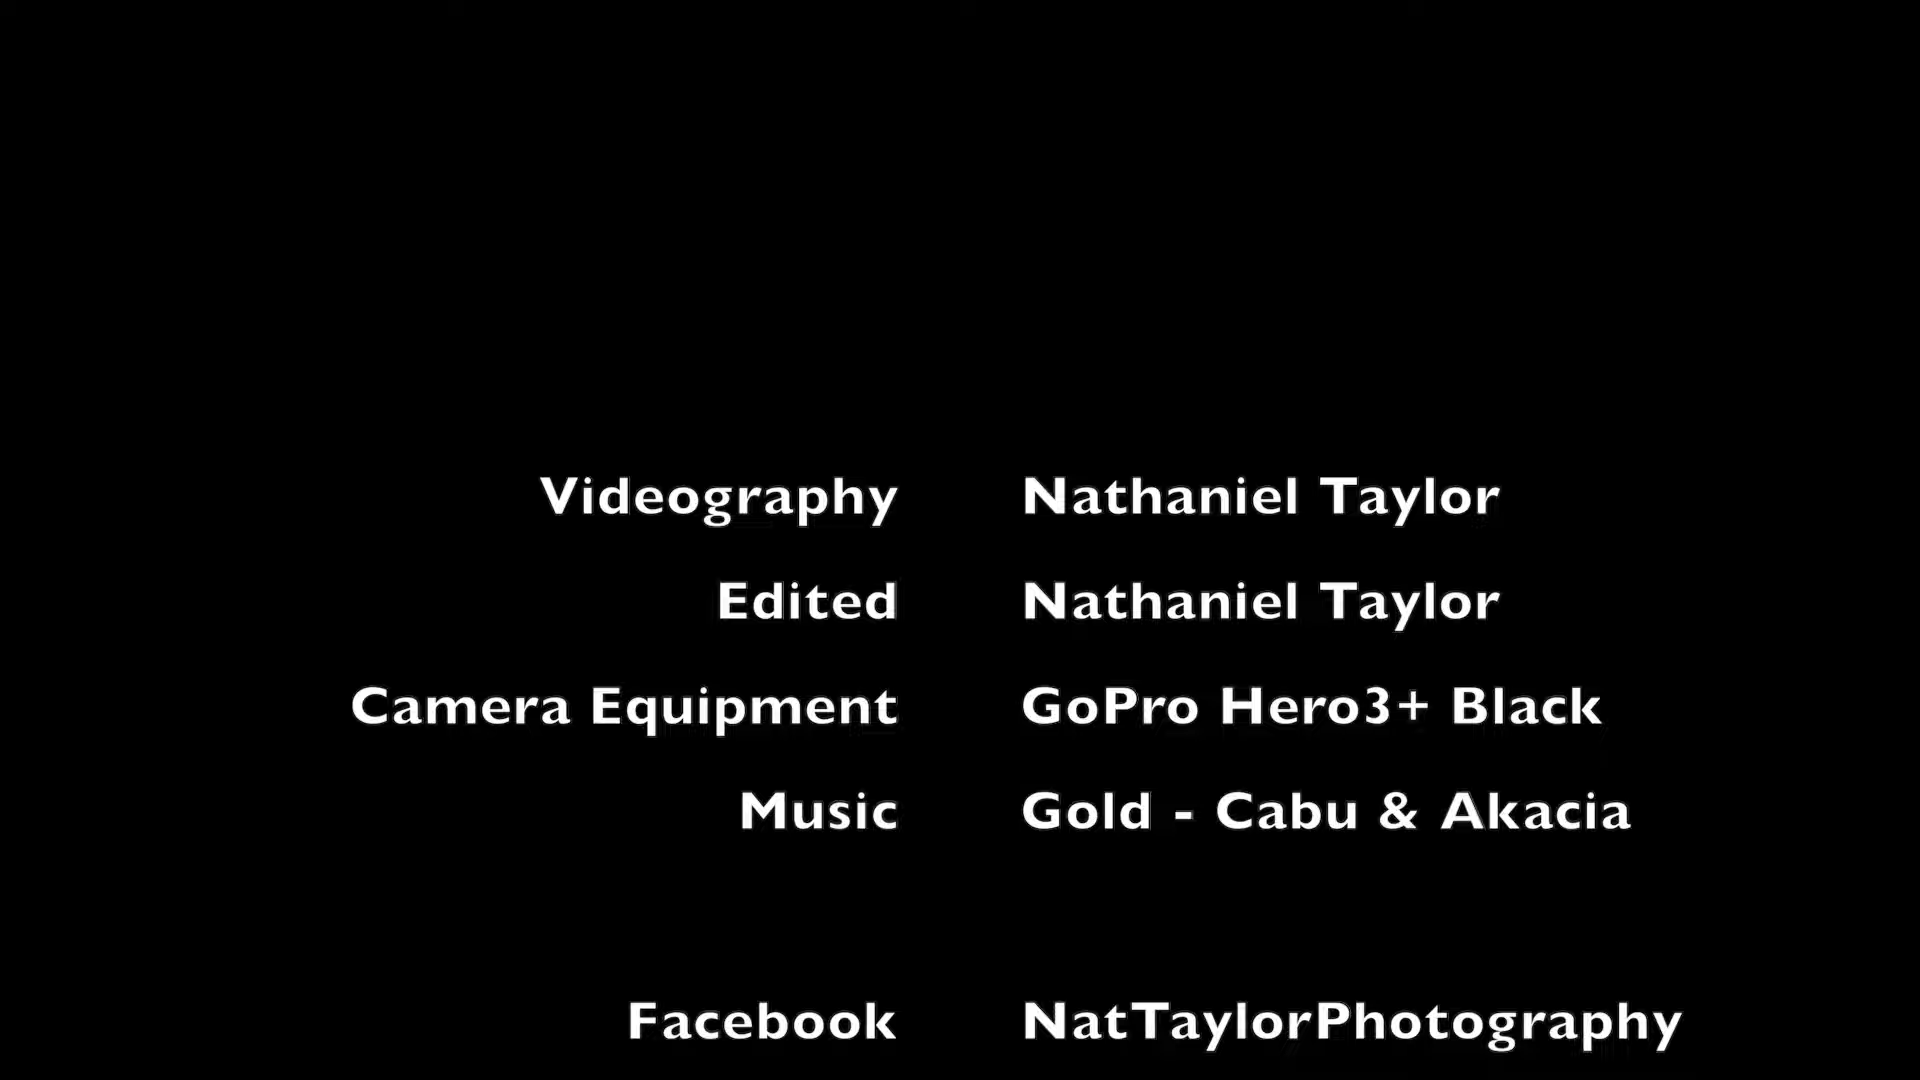 Videography Nathaniel Taylor
Edited Nathaniel Taylor
Camera Equipment GoPro Hero3+ Black
Music Gold - Cabu & Akacia
Facebook NatTaylorPhotography